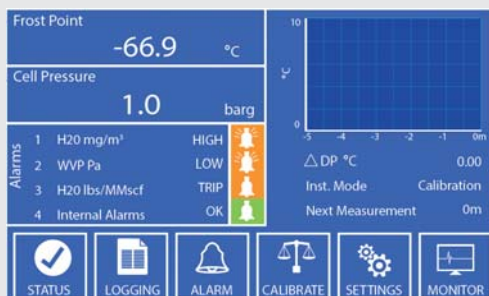 Frost Point
-66.9 °C
Cell Pressure
1.0 barg
Alarms
1 H20 mg/m³ HIGH
2 WVP Pa LOW
3 H20 lbs/MMscf TRIP
4 Internal Alarms OK
10
°C
0
-5 -4 -3 -2 -1 0m
△DP °C 0.00
Inst. Mode Calibration
Next Measurement 0m
STATUS LOGGING ALARM CALIBRATE SETTINGS MONITOR